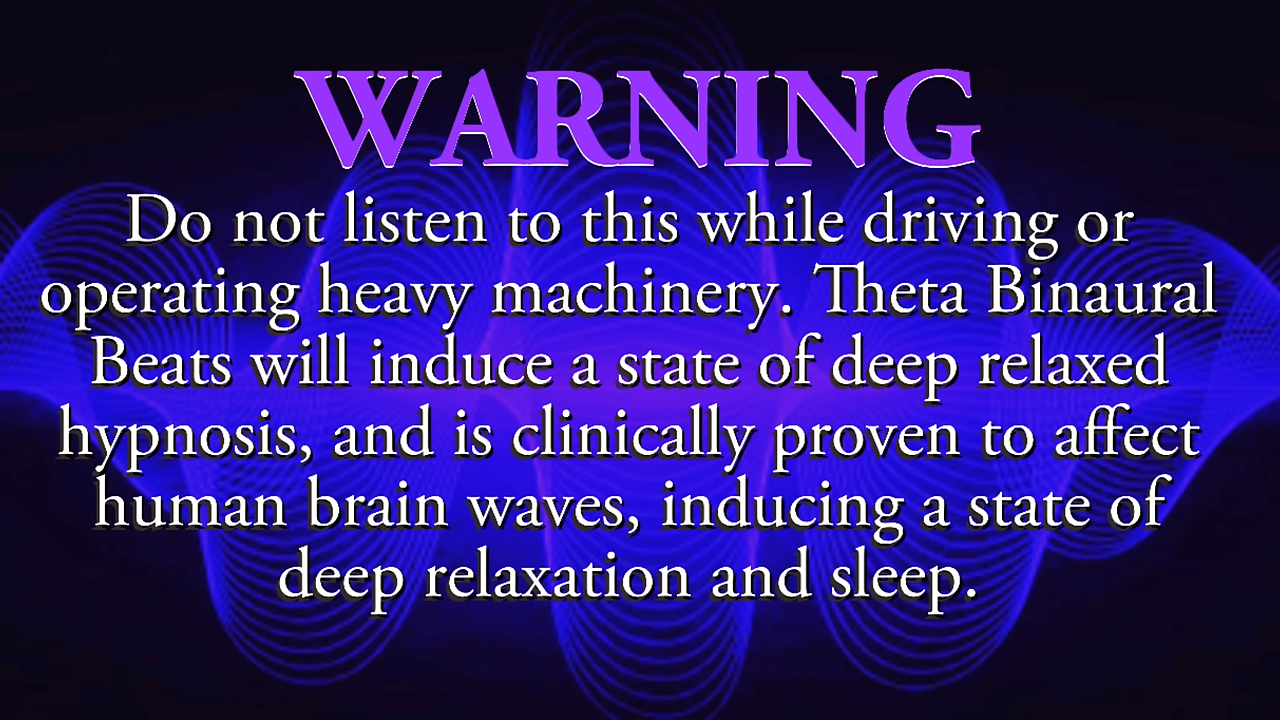 WARNING
Do not listen to this while driving or
operating heavy machinery. Theta Binaural
Beats will induce a state of deep relaxed
hypnosis, and is clinically proven to affect
human brain waves, inducing a state of
deep relaxation and sleep.